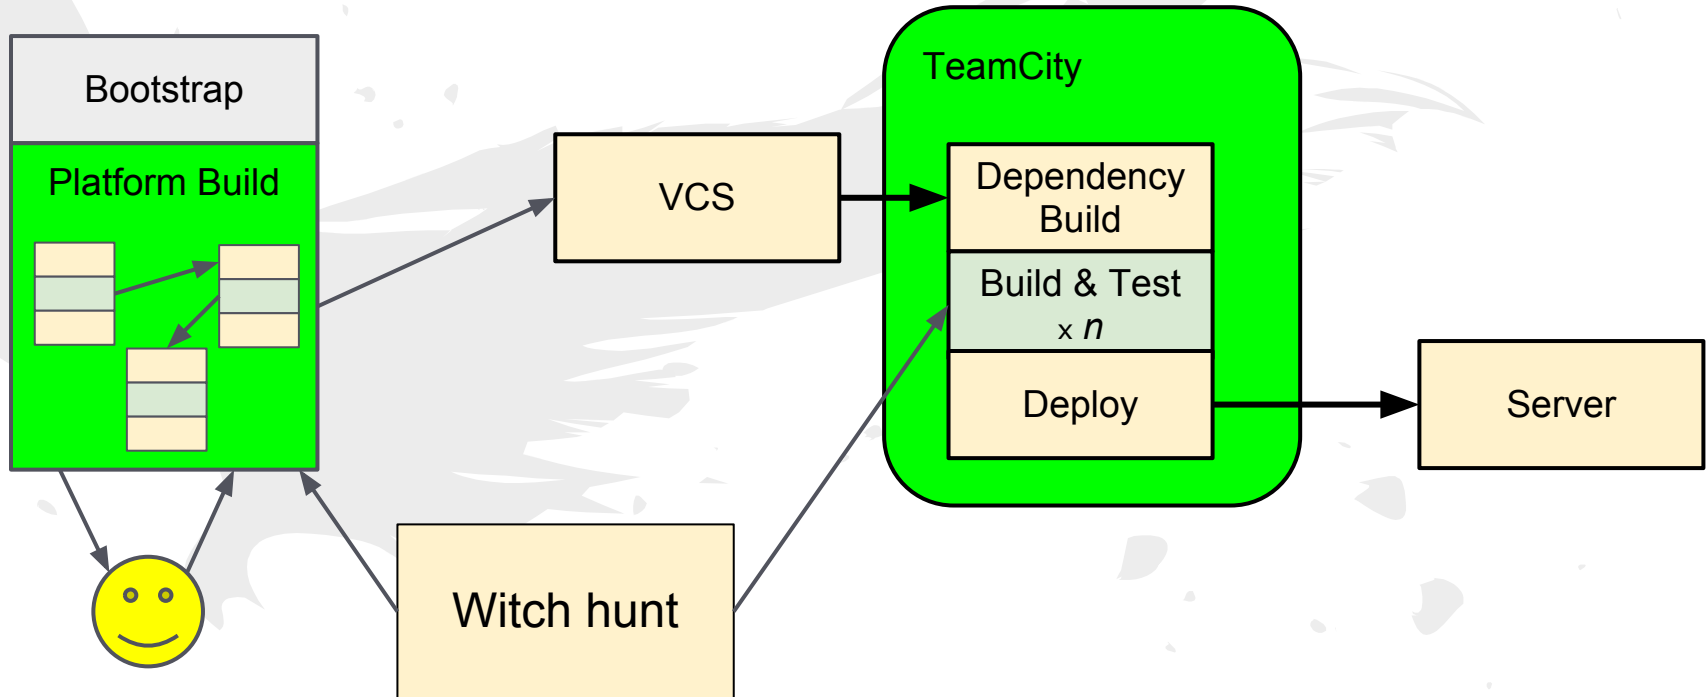 Bootstrap
Platform Build
VCS
TeamCity
Dependency
Build
Build & Test
x n
Deploy
Server
Witch hunt